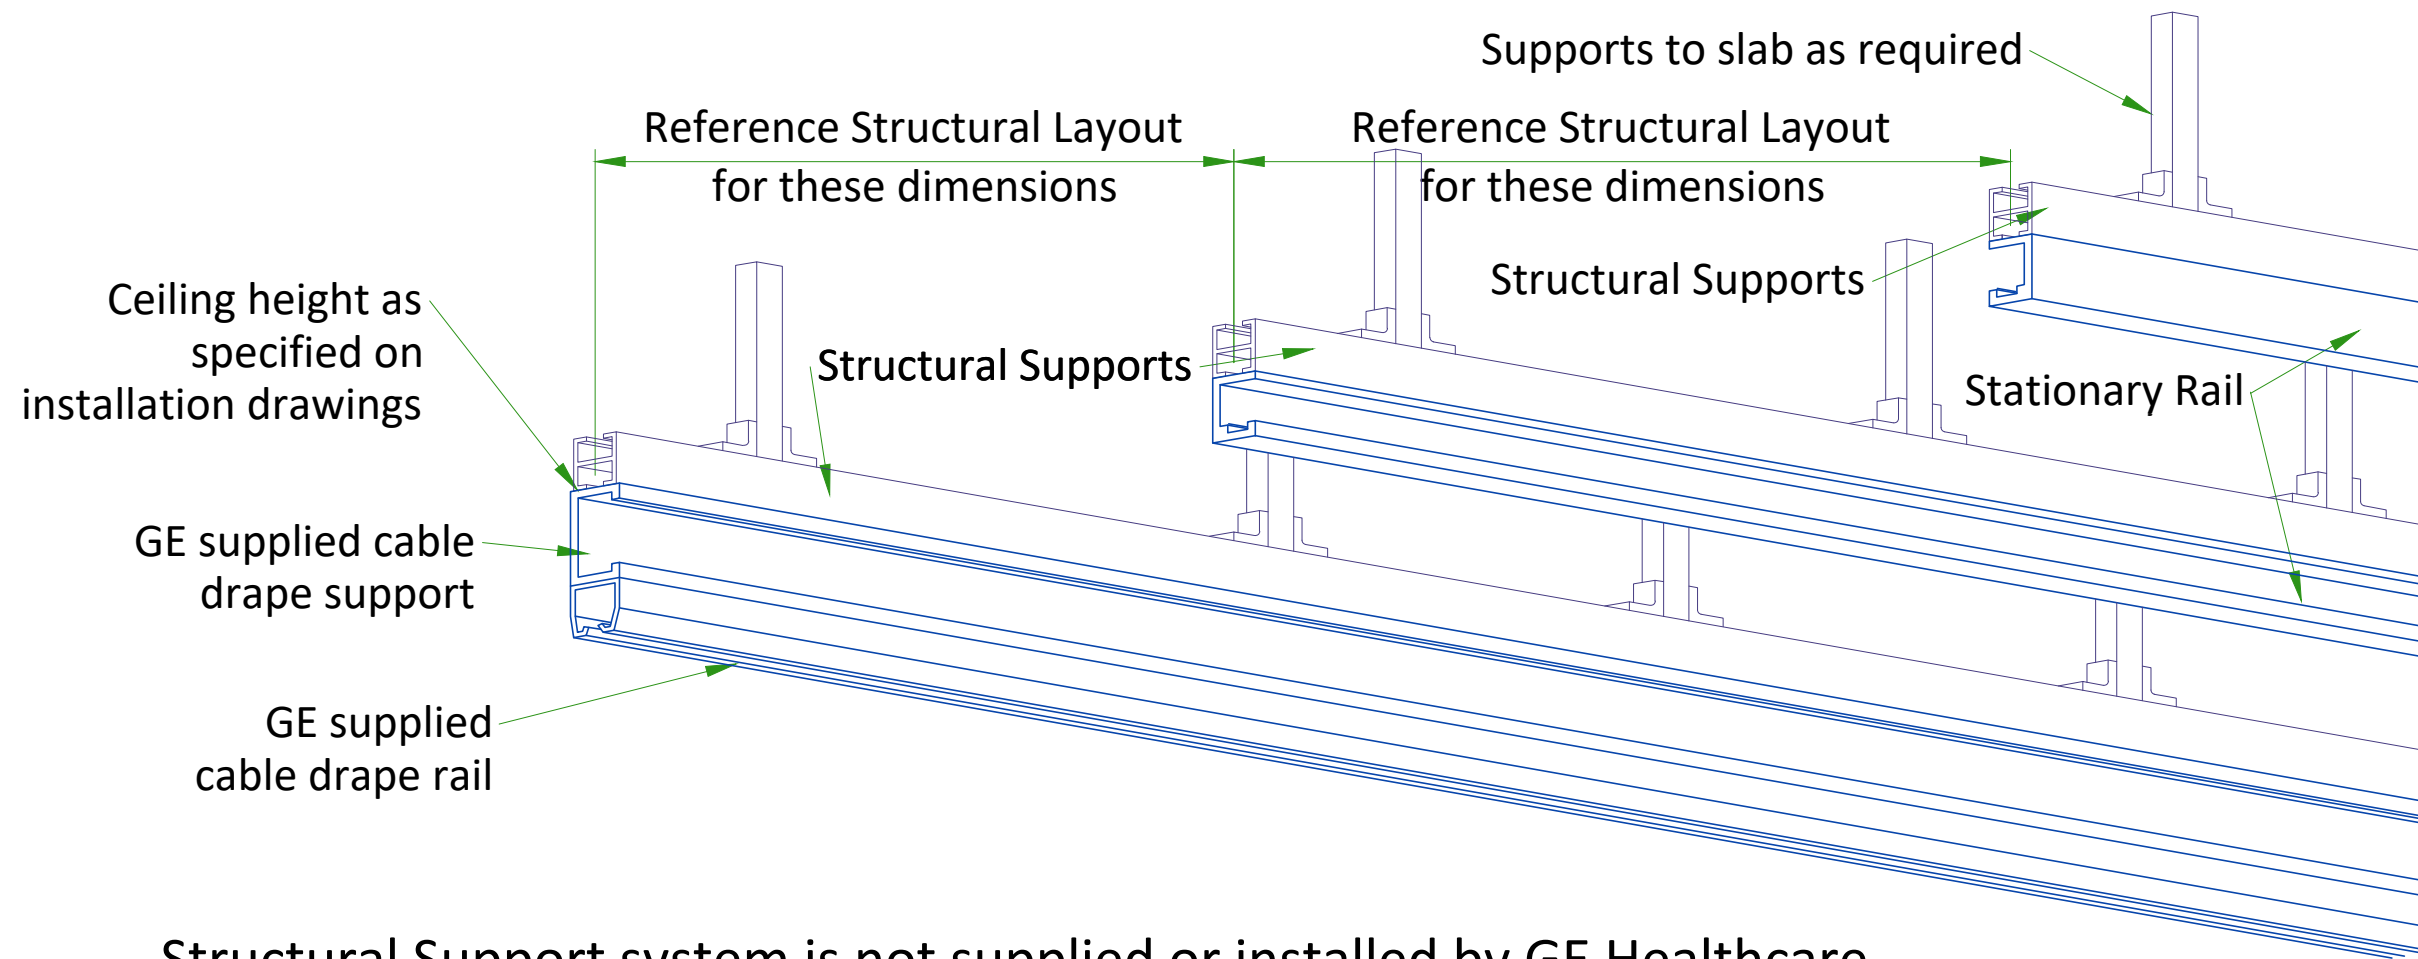 Supports to slab as required
Reference Structural Layout
for these dimensions
Reference Structural Layout
for these dimensions
Structural Supports
Ceiling height as
specified on
installation drawings
Structural Supports
Stationary Rail
GE supplied cable
drape support
GE supplied
cable drape rail
Structural Support system is not supplied or installed by GE Healthcare